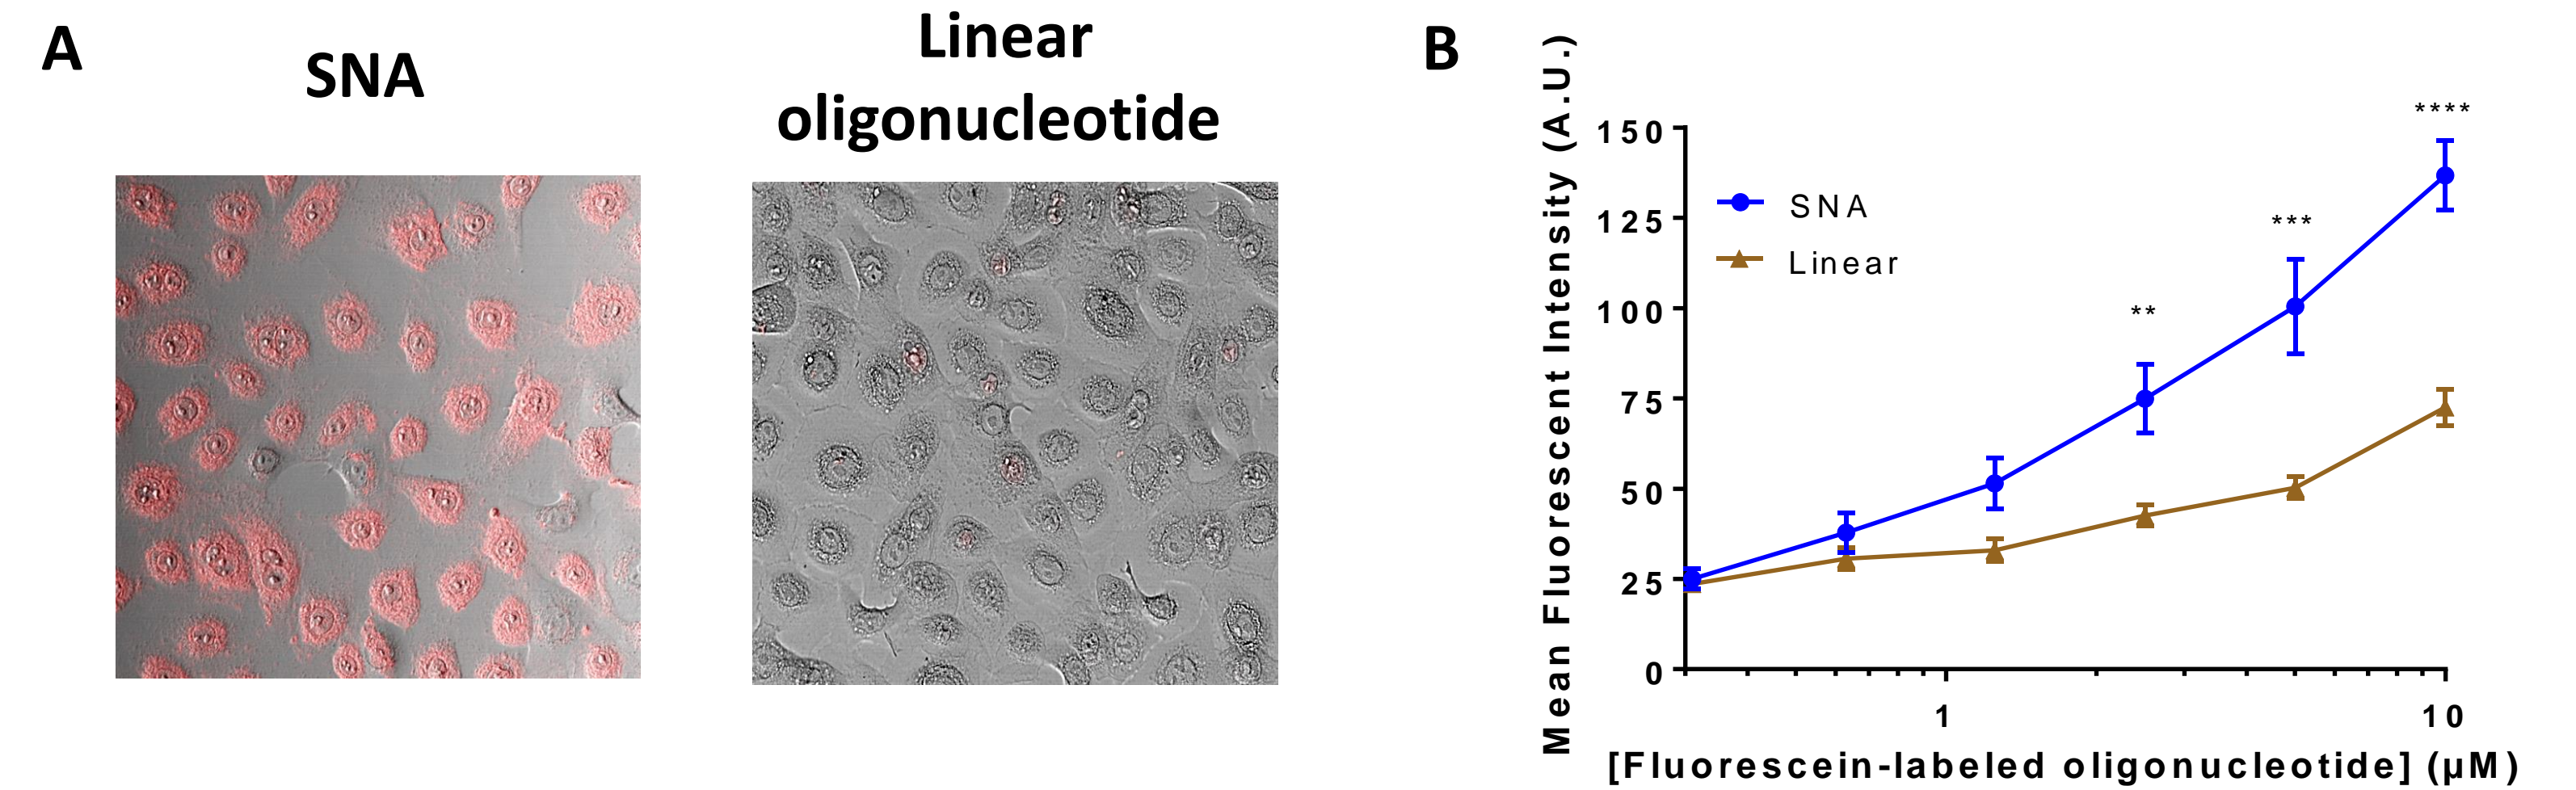 A
SNA
Linear
oligonucleotide
B
Mean Fluorescent Intensity (A.U.)
150
125
100
75
50
25
0
SNA
Linear
**
***
****
1
10
[Fluorescein-labeled oligonucleotide] (µM)